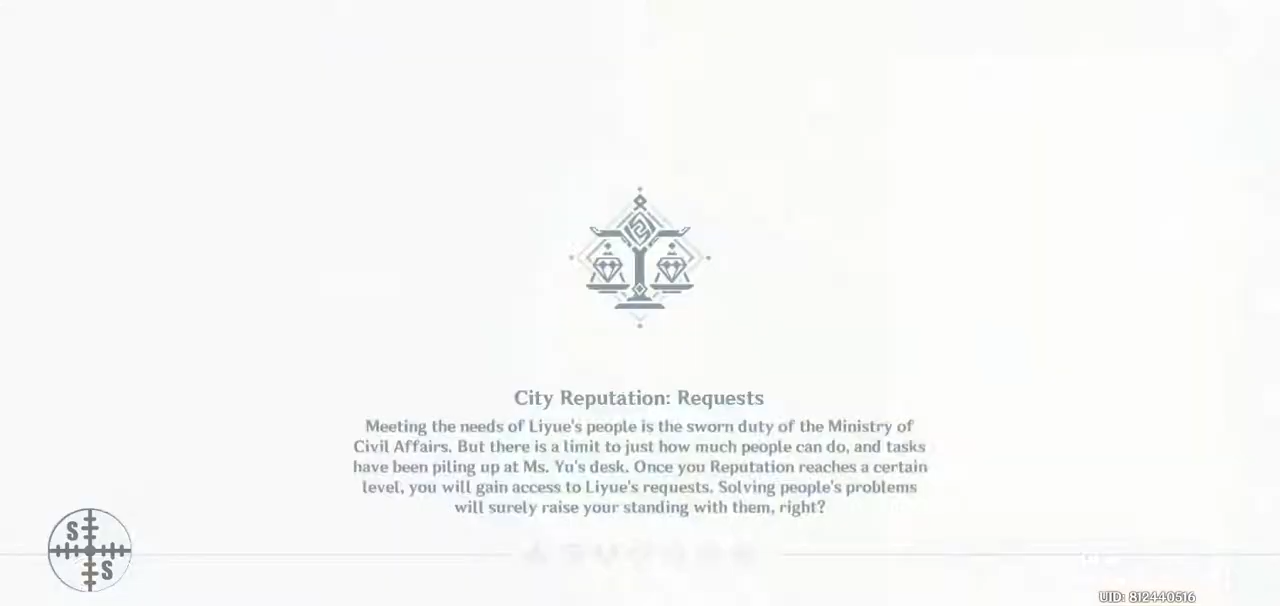 City Reputation: Requests
Meeting the needs of Liyue's people is the sworn duty of the Ministry of
Civil Affairs. But there is a limit to just how much people can do, and tasks
have been piling up at Ms. Yu's desk. Once you Reputation reaches a certain
level, you will gain access to Liyue's requests. Solving people's problems
will surely raise your standing with them, right?
S
S
UID: 812440516